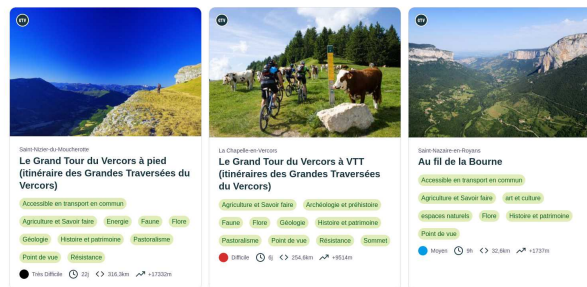 GTV
Saint-Nizier-du-Moucherotte
Le Grand Tour du Vercors à pied
(itinéraire des Grandes Traversées du
Vercors)
Accessible en transport en commun
Agriculture et Savoir faire Energie Faune Flore
Géologie Histoire et patrimoine Pastoralisme
Point de vue Résistance
Très Difficile 22j 316,3km +17332m
GTV
La Chapelle-en-Vercors
Le Grand Tour du Vercors à VTT
(itinéraires des Grandes Traversées
du Vercors)
Agriculture et Savoir faire Archéologie et préhistoire
Faune Flore Géologie Histoire et patrimoine
Pastoralisme Point de vue Résistance Sommet
Difficile 6j 254,6km +9514m
GTV
Saint-Nazaire-en-Royans
Au fil de la Bourne
Accessible en transport en commun
Agriculture et Savoir faire art et culture
espaces naturels Flore Histoire et patrimoine
Point de vue
Moyen 9h 32,6km +1737m